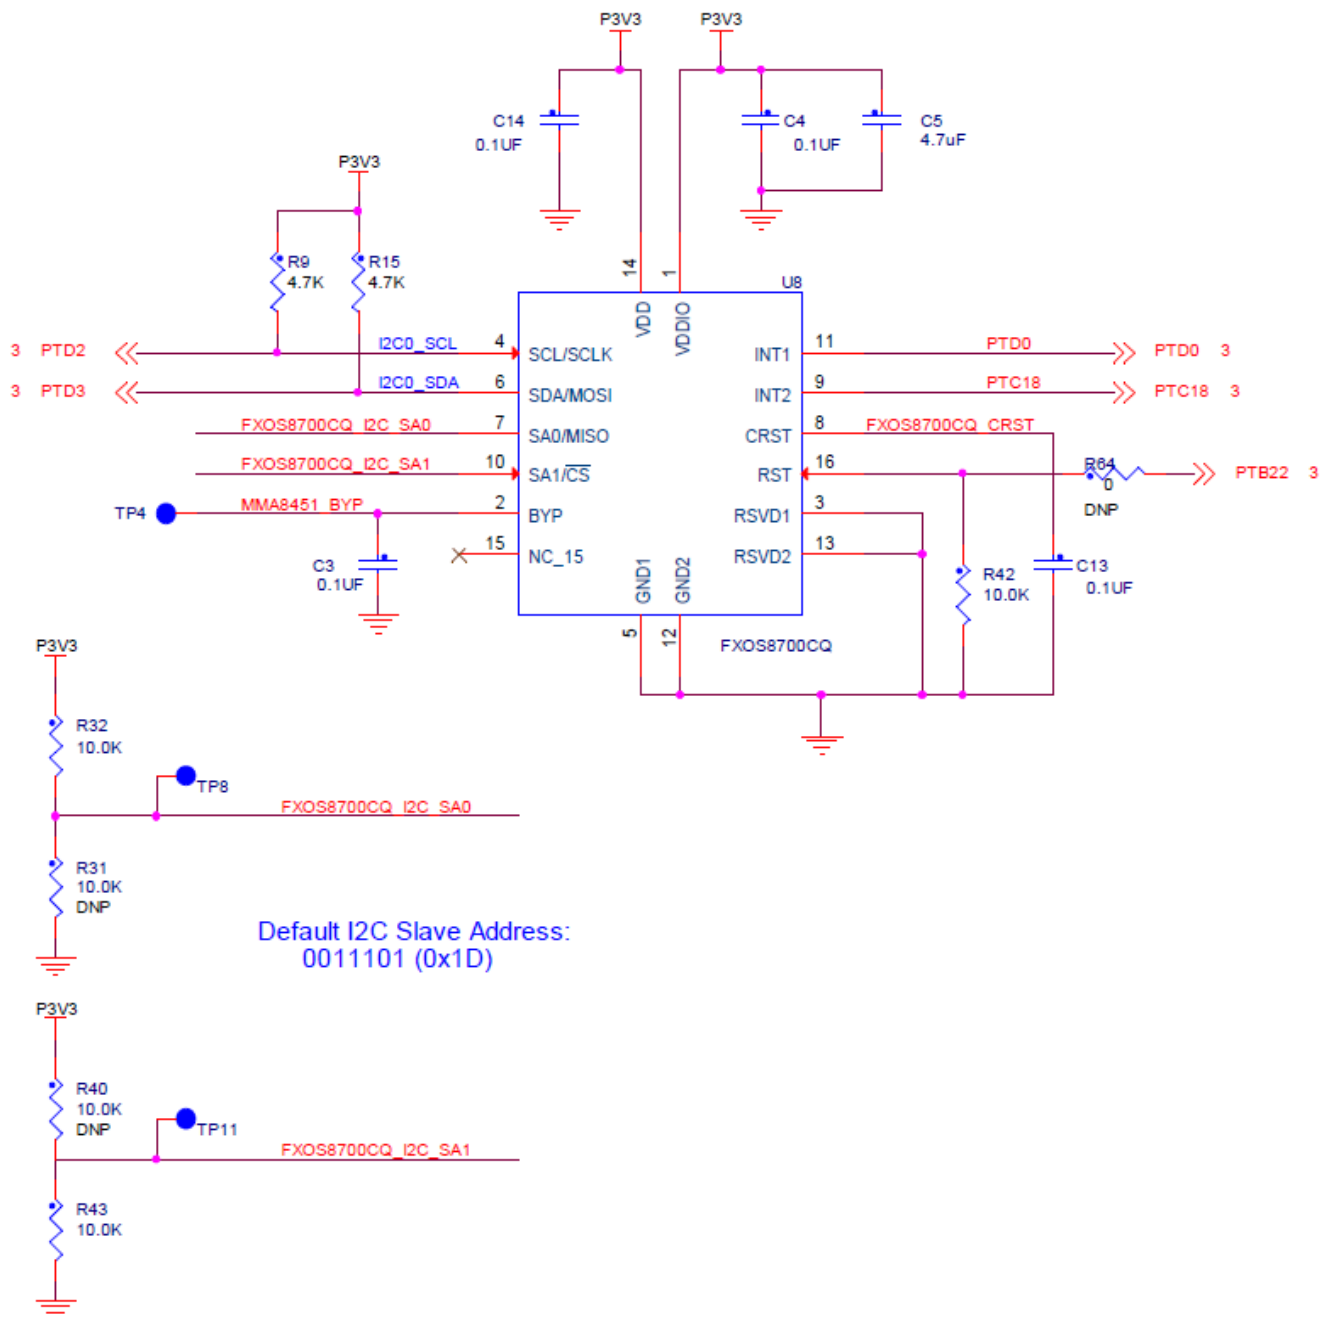 P3V3
P3V3
C14
0.1UF
C4
0.1UF
C5
4.7uF
P3V3
R9
4.7K
R15
4.7K
14
1
U8
VDD
VDDIO
3 PTD2
I2C0_SCL
4
SCL/SCLK
INT1
11
PTD0
PTD0 3
3 PTD3
I2C0_SDA
6
SDA/MOSI
INT2
9
PTC18
PTC18 3
FXOS8700CQ_I2C_SA0
7
SA0/MISO
CRST
8
FXOS8700CQ_CRST
FXOS8700CQ_I2C_SA1
10
SA1/CS
RST
16
R64
0
DNP
PTB22 3
TP4
MMA8451_BYP
2
BYP
RSVD1
3
15
NC_15
RSVD2
13
C3
0.1UF
GND1
GND2
R42
10.0K
C13
0.1UF
5
12
FXOS8700CQ
P3V3
R32
10.0K
TP8
FXOS8700CQ_I2C_SA0
R31
10.0K
DNP
Default I2C Slave Address:
0011101 (0x1D)
P3V3
R40
10.0K
DNP
TP11
FXOS8700CQ_I2C_SA1
R43
10.0K